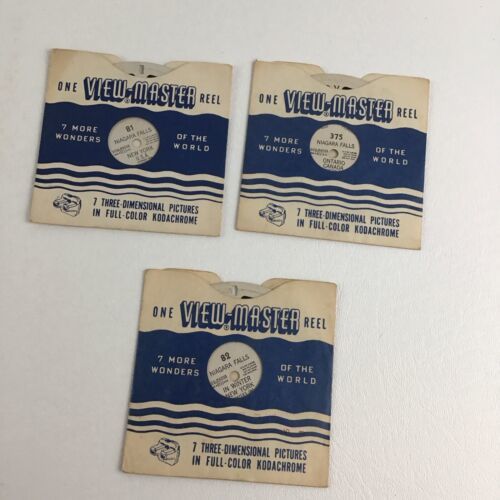 ONE VIEW-MASTER REEL
7 MORE WONDERS OF THE WORLD
81
NIAGARA FALLS
NEW YORK
U.S.A.
7 THREE-DIMENSIONAL PICTURES
IN FULL-COLOR KODACHROME
ONE VIEW-MASTER REEL
7 MORE WONDERS OF THE WORLD
375
NIAGARA FALLS
ONTARIO
CANADA
7 THREE-DIMENSIONAL PICTURES
IN FULL-COLOR KODACHROME
ONE VIEW-MASTER REEL
7 MORE WONDERS OF THE WORLD
82
NIAGARA FALLS
IN WINTER
NEW YORK
7 THREE-DIMENSIONAL PICTURES
IN FULL-COLOR KODACHROME